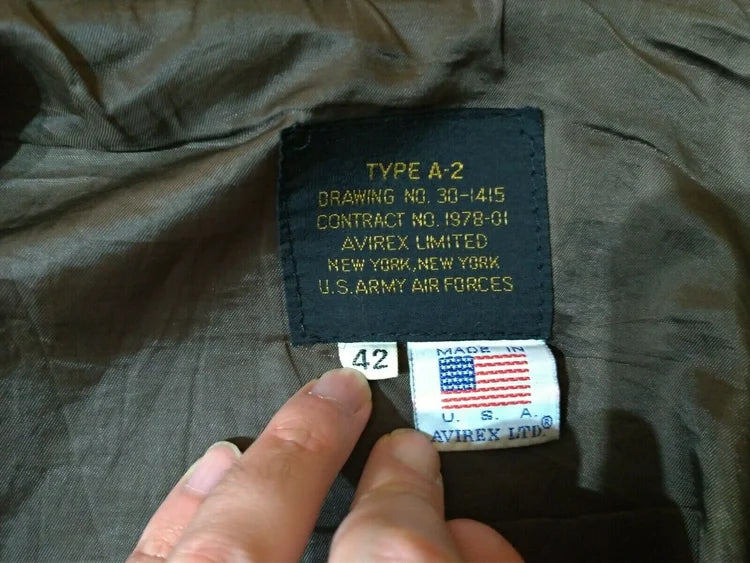 TYPE A-2
DRAWING NO. 30-1415
CONTRACT NO. 1978-01
AVIREX LIMITED
NEW YORK, NEW YORK
U.S. ARMY AIR FORCES
42
MADE IN
U. S. A.
AVIREX LTD.®